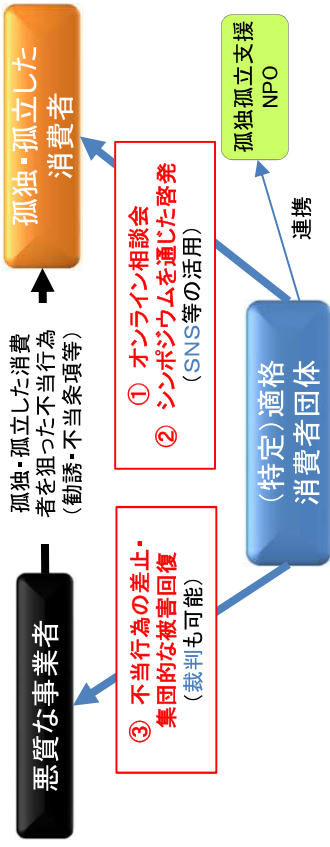 悪質な事業者
孤独・孤立した消費
者を狙った不当行為
（勧誘・不当条項等）
孤独・孤立した
消費者
③ 不当行為の差止・
集団的な被害回復
（裁判も可能）
① オンライン相談会
② シンポジウムを通じた啓発
（SNS等の活用）
（特定）適格
消費者団体
連携
孤独孤立支援
NPO